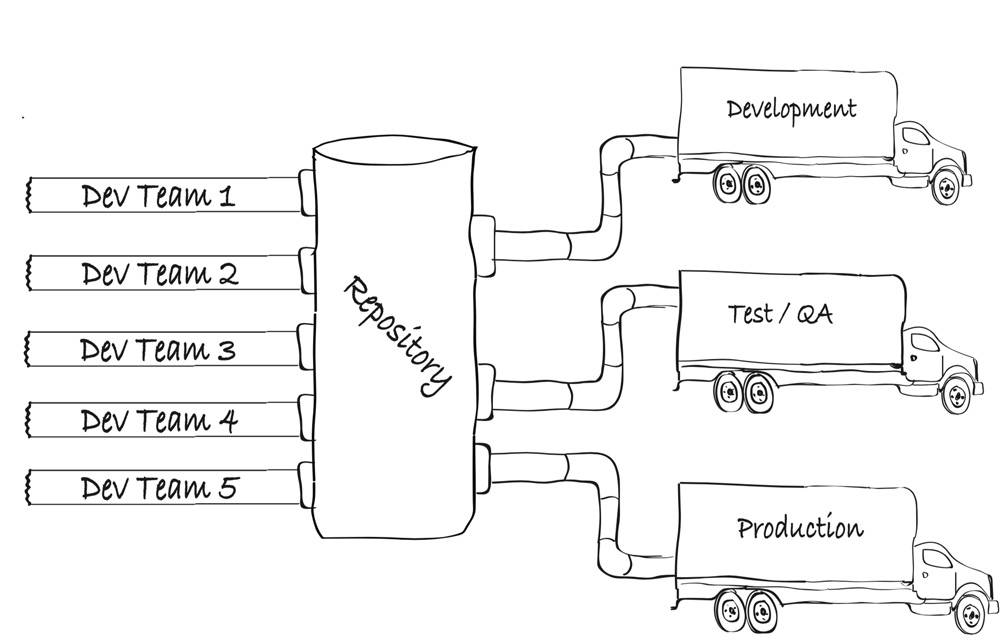 Dev Team 1
Dev Team 2
Dev Team 3
Dev Team 4
Dev Team 5
Repository
Development
Test / QA
Production